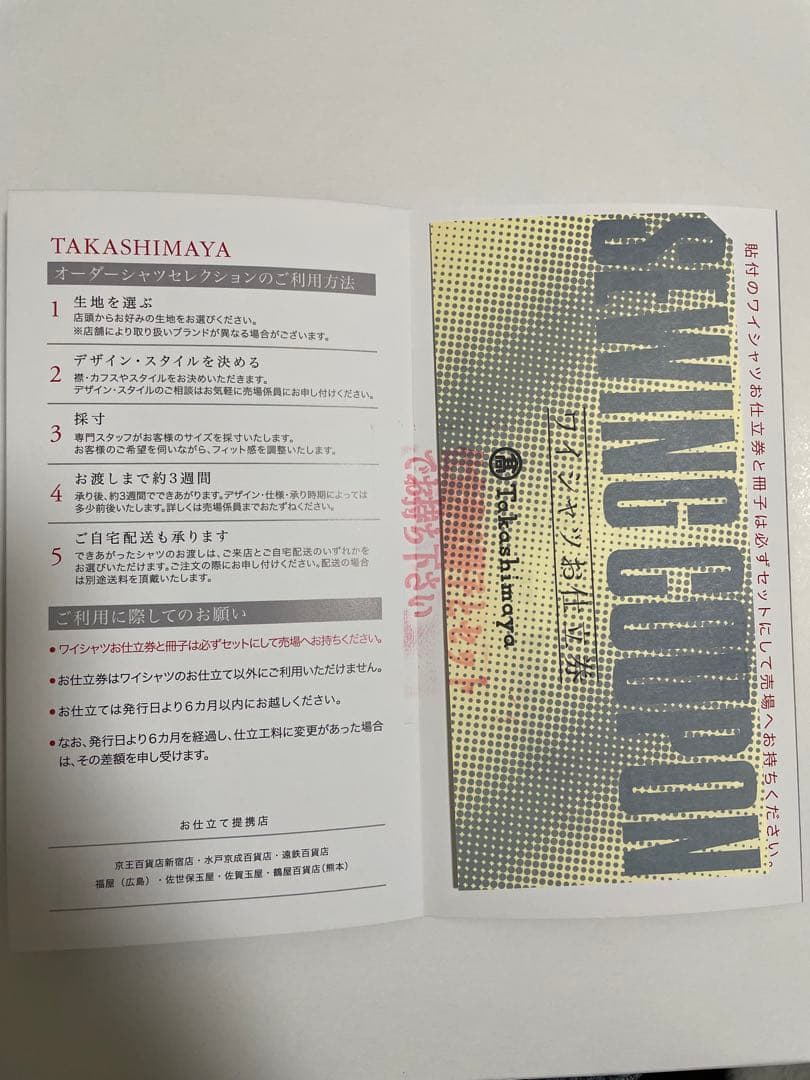 TAKASHIMAYA
オーダーシャツセレクションのご利用方法
1 生地を選ぶ
店頭からお好みの生地をお選びください。
※店舗により取り扱いブランドが異なる場合がございます。
2 デザイン・スタイルを決める
襟・カフスやスタイルをお決めいただきます。
デザイン・スタイルのご相談はお気軽に売場係員にお申し付けください。
3 採寸
専門スタッフがお客様のサイズを採寸いたします。
お客様のご希望を伺いながら、フィット感を調整いたします。
4 お渡しまで約3週間
承り後、約3週間でできあがります。デザイン・仕様・承り時期によっては
多少前後いたします。詳しくは売場係員までおたずねください。
5 ご自宅配送も承ります
できあがったシャツのお渡しは、ご来店とご自宅配送のいずれかを
お選びいただけます。ご注文の際にお申し付けください。配送の場合
は別途送料を頂戴いたします。
ご利用に際してのお願い
●ワイシャツお仕立券と冊子は必ずセットにして売場へお持ちください。
●お仕立券はワイシャツのお仕立て以外にご利用いただけません。
●お仕立ては発行日より6カ月以内にお越しください。
●なお、発行日より6カ月を経過し、仕立工料に変更があった場合
は、その差額を申し受けます。
お仕立て提携店
京王百貨店新宿店・水戸京成百貨店・遠鉄百貨店
福屋（広島）・佐世保玉屋・佐賀玉屋・鶴屋百貨店(熊本)
貼付のワイシャツお仕立券と冊子は必ずセットにして売場へお持ちください。
SEWING COUPON
ワイシャツお仕立券
髙 Takashimaya
セット
でお持ち下さい